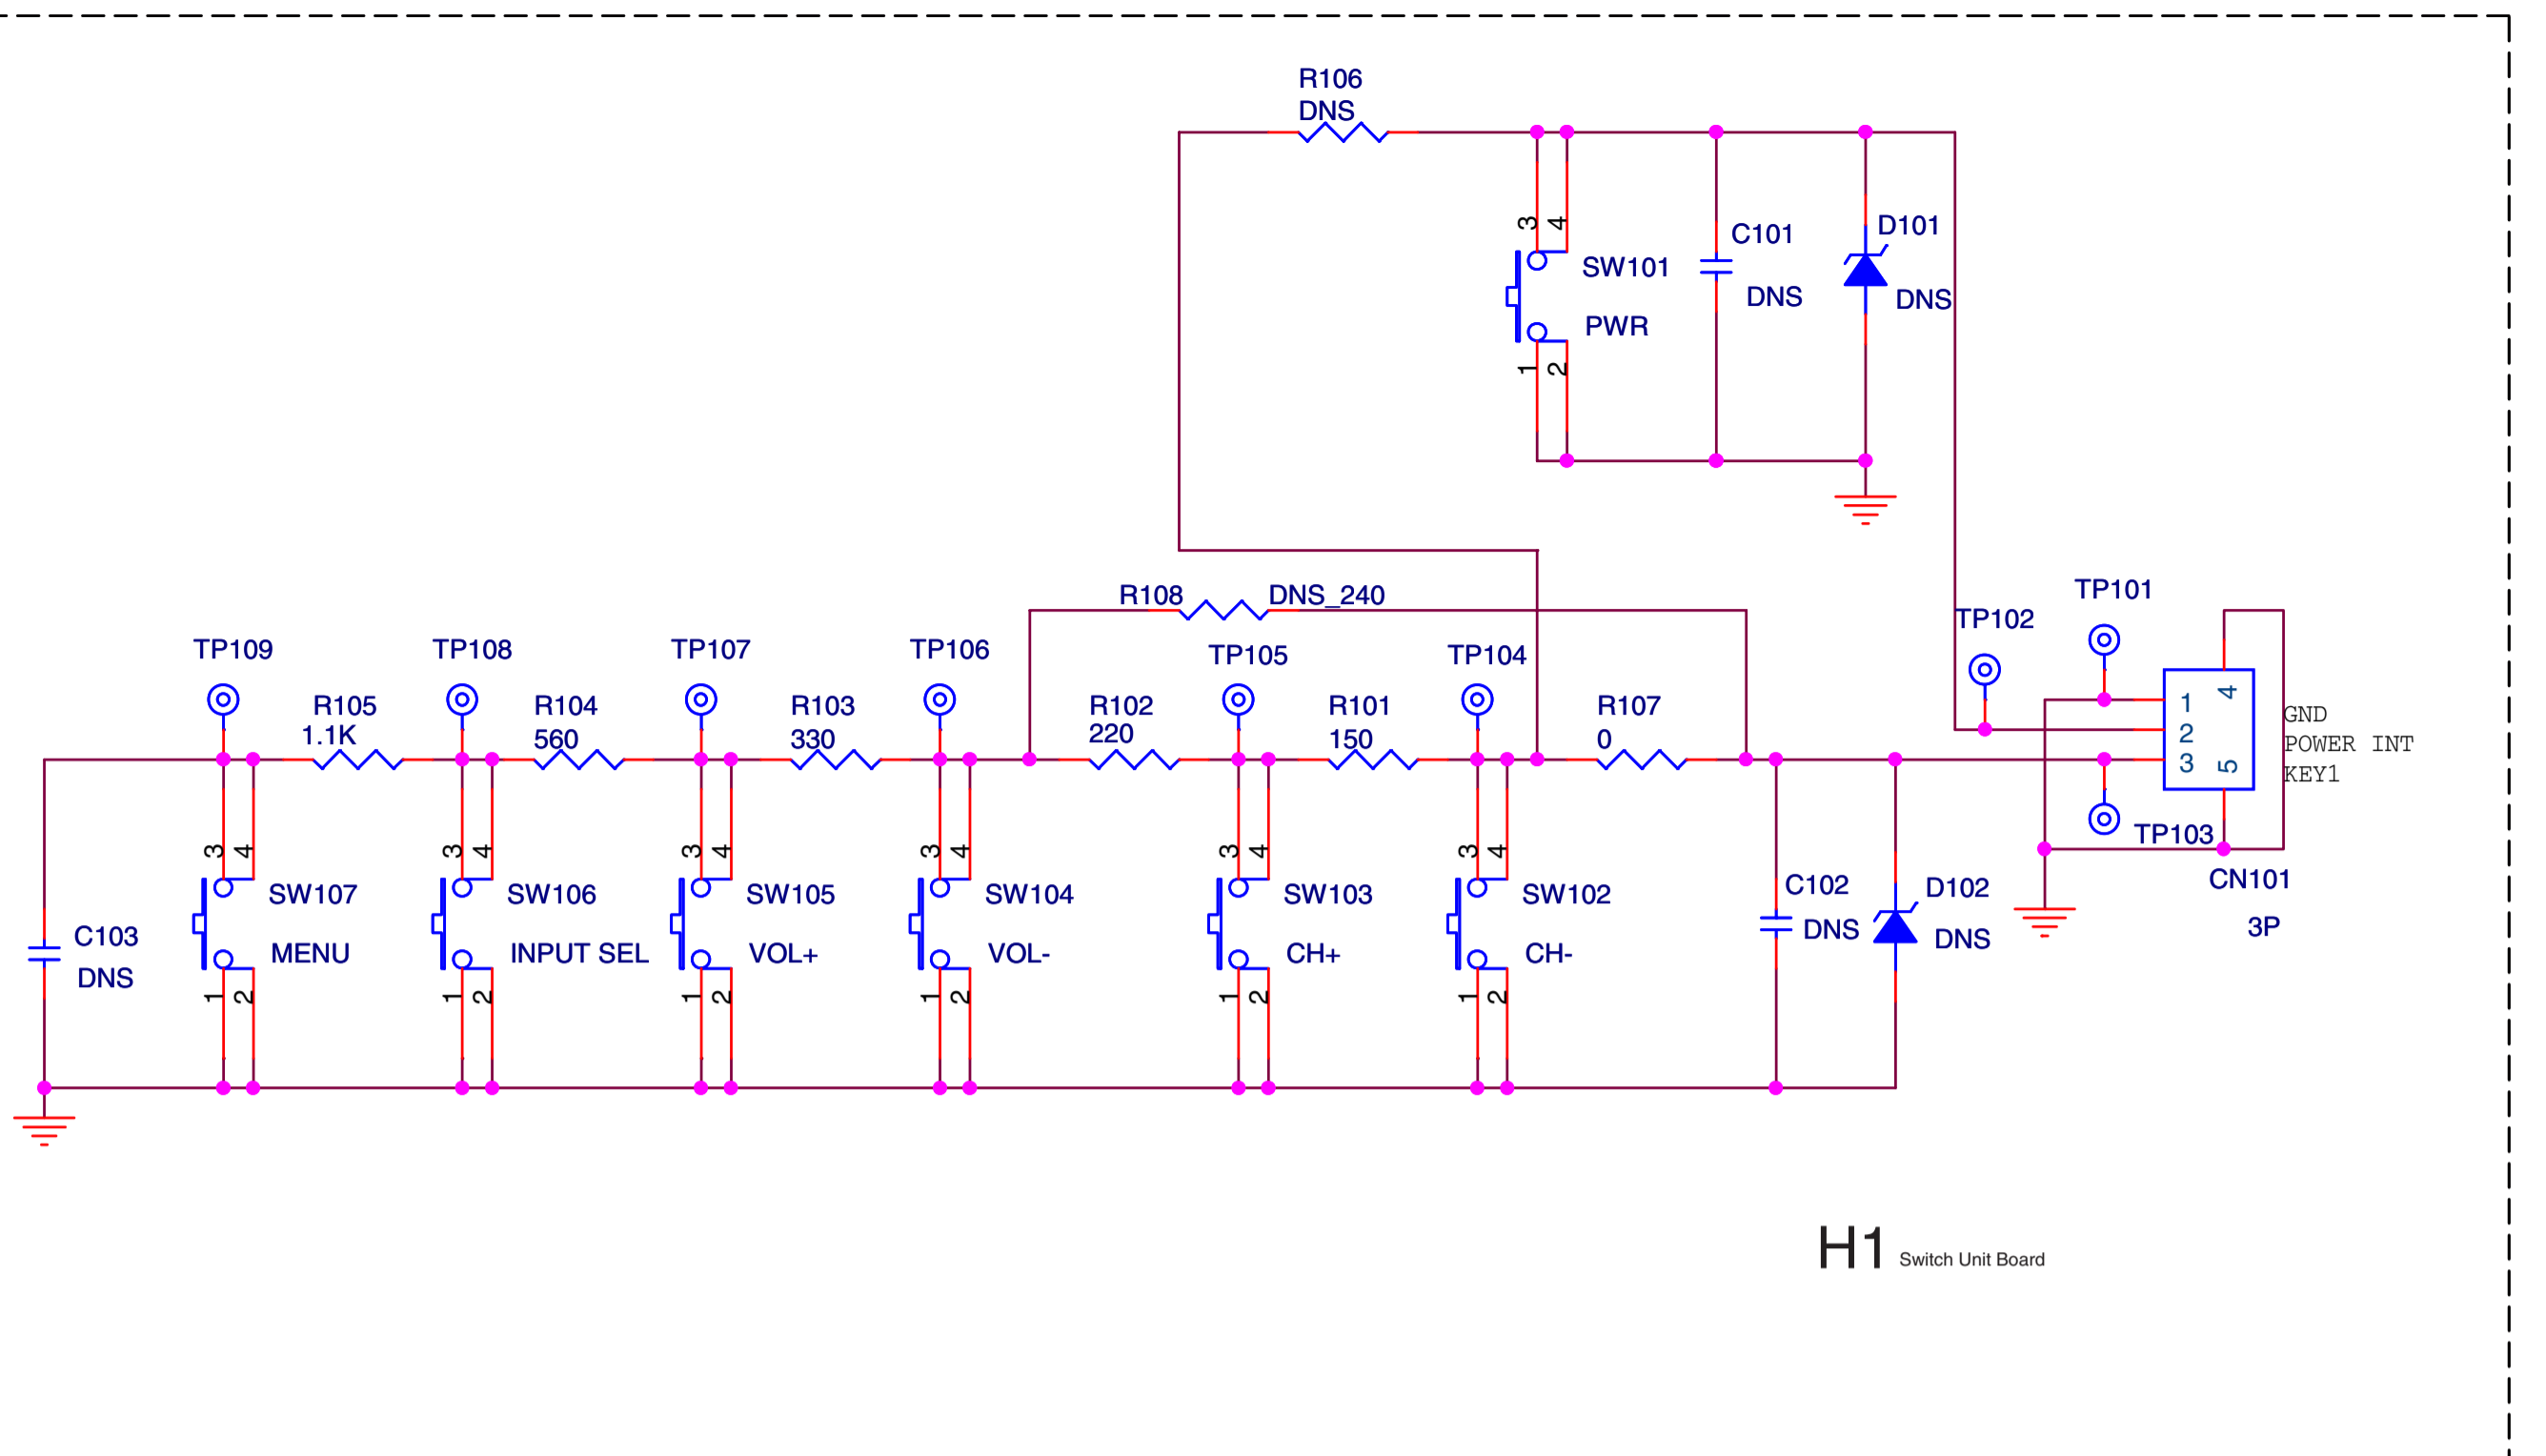 R106
DNS
3 4
SW101
PWR
1 2
C101
DNS
D101
DNS
R108 DNS_240
TP101
TP102
TP109
TP108
TP107
TP106
TP105
TP104
R105
1.1K
R104
560
R103
330
R102
220
R101
150
R107
0
1
2
3
4
5
GND
POWER INT
KEY1
TP103
CN101
3P
C103
DNS
3 4
SW107
MENU
1 2
3 4
SW106
INPUT SEL
1 2
3 4
SW105
VOL+
1 2
3 4
SW104
VOL-
1 2
3 4
SW103
CH+
1 2
3 4
SW102
CH-
1 2
C102
DNS
D102
DNS
H1 Switch Unit Board